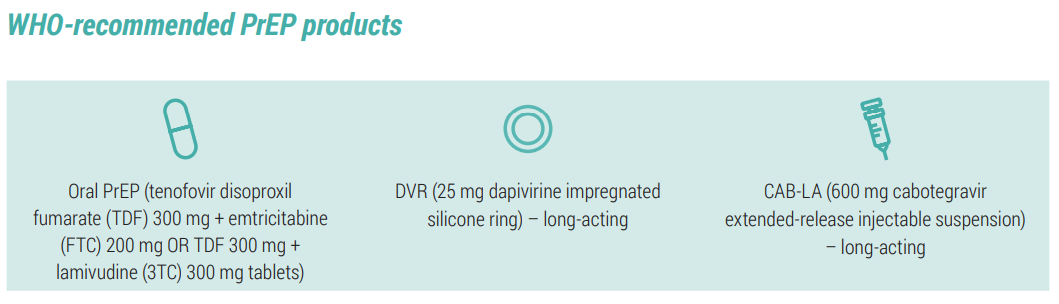 WHO-recommended PrEP products
Oral PrEP (tenofovir disoproxil
fumarate (TDF) 300 mg + emtricitabine
(FTC) 200 mg OR TDF 300 mg +
lamivudine (3TC) 300 mg tablets)
DVR (25 mg dapivirine impregnated
silicone ring) – long-acting
CAB-LA (600 mg cabotegravir
extended-release injectable suspension)
– long-acting